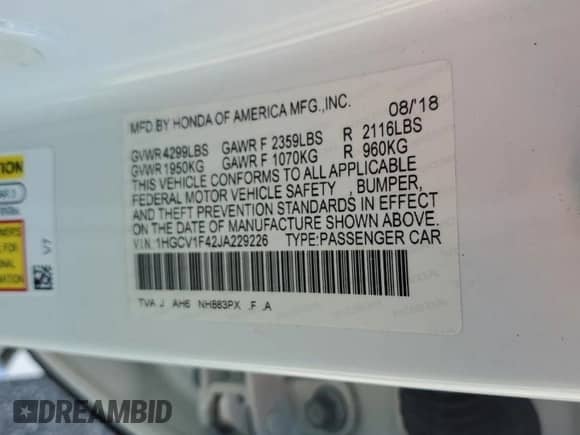 MFD.BY HONDA OF AMERICA MFG.,INC. 08/'18
GVWR 4299LBS GAWR F 2359LBS R 2116LBS
GVWR 1950KG GAWR F 1070KG R 960KG
THIS VEHICLE CONFORMS TO ALL APPLICABLE
FEDERAL MOTOR VEHICLE SAFETY ,BUMPER,
AND THEFT PREVENTION STANDARDS IN EFFECT
ON THE DATE OF MANUFACTURE SHOWN ABOVE.
V I N: 1HGCV1F42JA229226 TYPE:PASSENGER CAR
TVA J AH6 NH883PX .F .A
TION
V7
DREAMBID